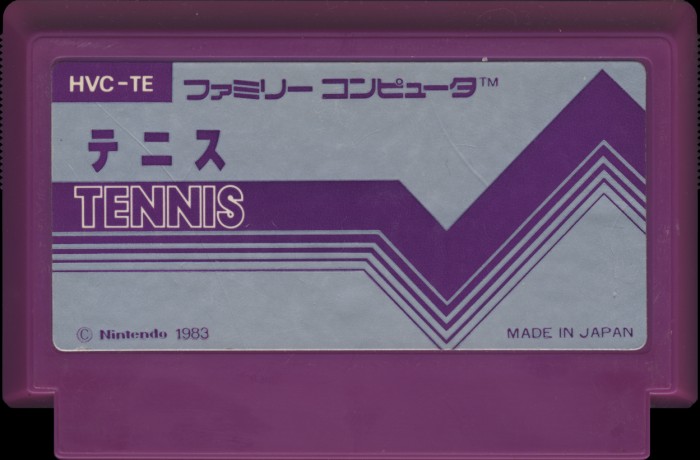 HVC-TE
ファミリー コンピュータ™
テニス
TENNIS
© Nintendo 1983
MADE IN JAPAN